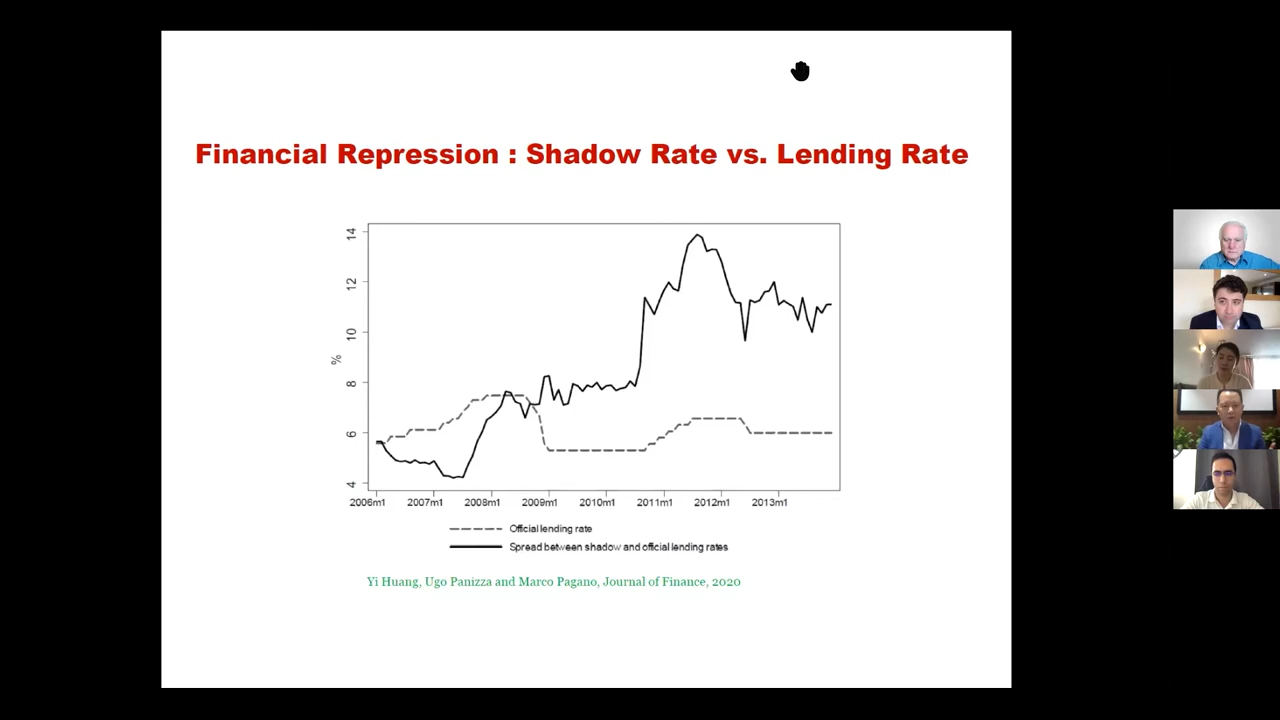 Financial Repression : Shadow Rate vs. Lending Rate
14
12
10
8
6
4
%
2006m1 2007m1 2008m1 2009m1 2010m1 2011m1 2012m1 2013m1
Official lending rate
Spread between shadow and official lending rates
Yi Huang, Ugo Panizza and Marco Pagano, Journal of Finance, 2020